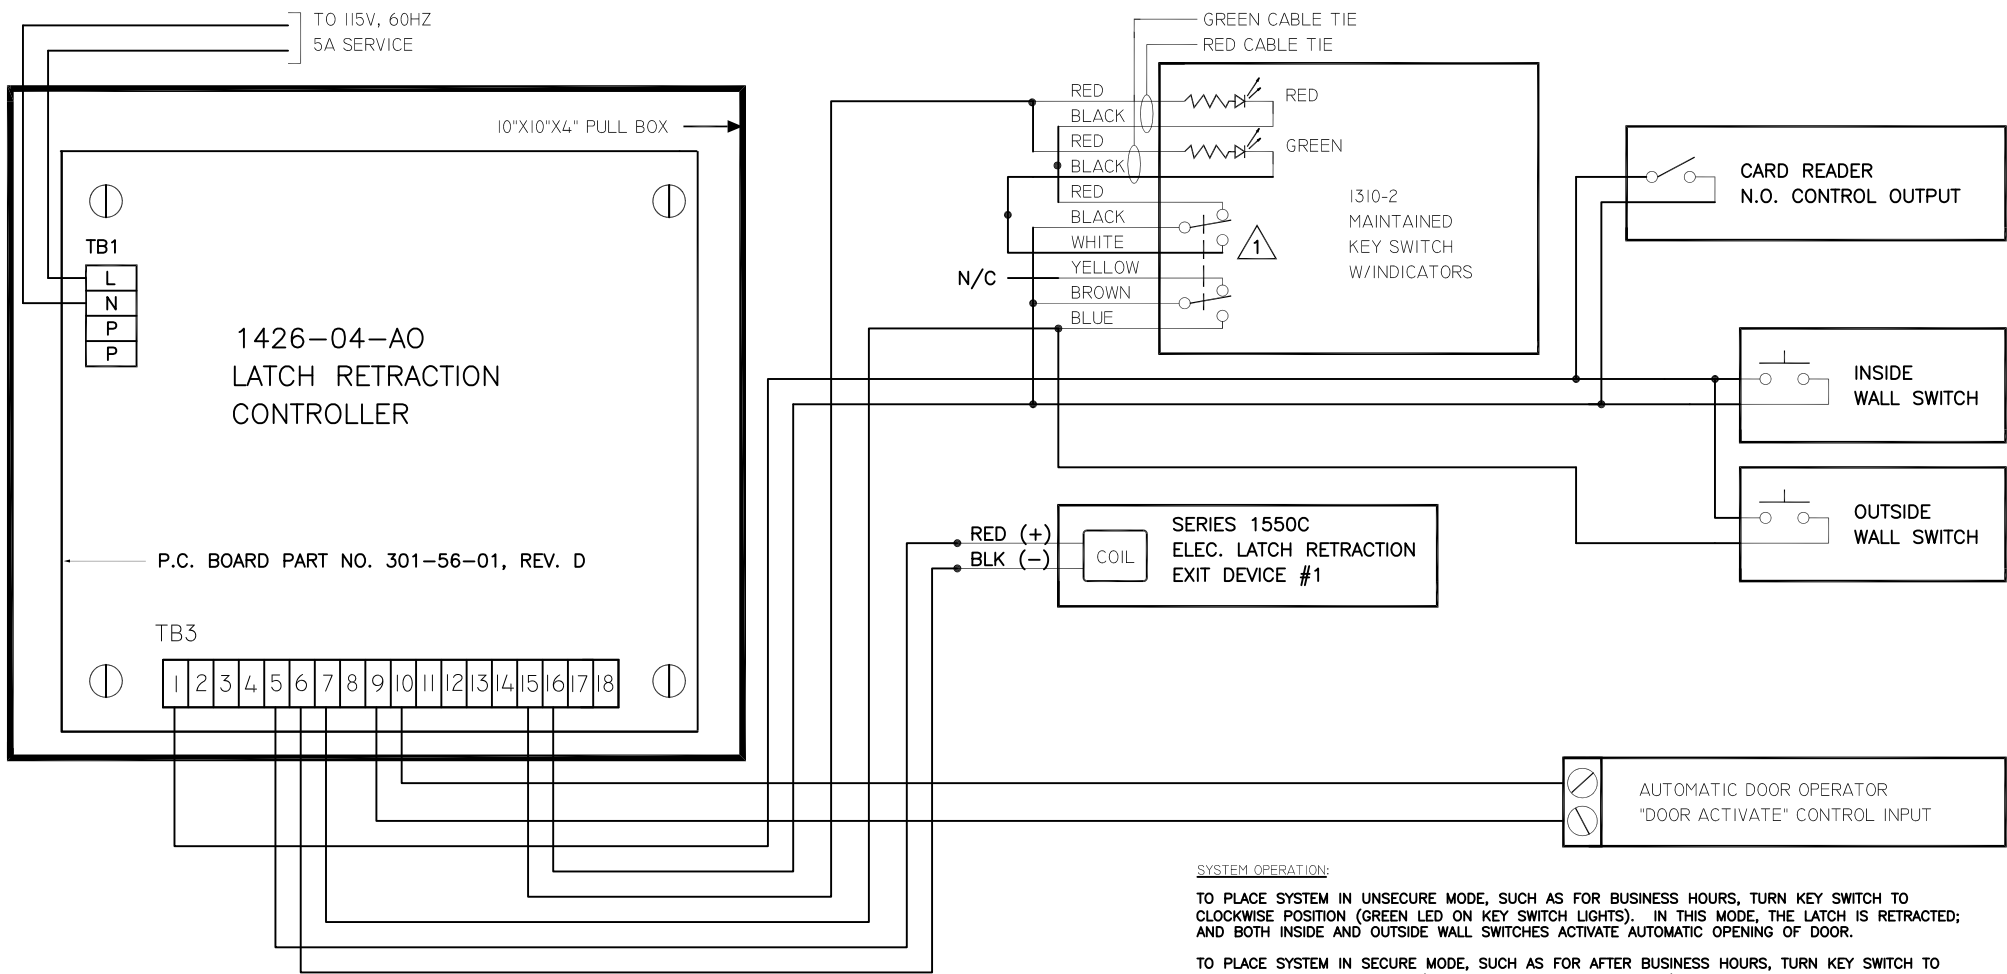 TO 115V, 60HZ
5A SERVICE
GREEN CABLE TIE
RED CABLE TIE
10"X10"X4" PULL BOX
TB1
L
N
P
P
1426-04-AO
LATCH RETRACTION
CONTROLLER
P.C. BOARD PART NO. 301-56-01, REV. D
TB3
1 2 3 4 5 6 7 8 9 10 11 12 13 14 15 16 17 18
RED
BLACK
RED
BLACK
RED
BLACK
WHITE
YELLOW
BROWN
BLUE
N/C
RED
GREEN
1
1310-2
MAINTAINED
KEY SWITCH
W/INDICATORS
CARD READER
N.O. CONTROL OUTPUT
INSIDE
WALL SWITCH
OUTSIDE
WALL SWITCH
RED (+)
BLK (-)
COIL
SERIES 1550C
ELEC. LATCH RETRACTION
EXIT DEVICE #1
AUTOMATIC DOOR OPERATOR
"DOOR ACTIVATE" CONTROL INPUT
SYSTEM OPERATION:
TO PLACE SYSTEM IN UNSECURE MODE, SUCH AS FOR BUSINESS HOURS, TURN KEY SWITCH TO
CLOCKWISE POSITION (GREEN LED ON KEY SWITCH LIGHTS). IN THIS MODE, THE LATCH IS RETRACTED;
AND BOTH INSIDE AND OUTSIDE WALL SWITCHES ACTIVATE AUTOMATIC OPENING OF DOOR.
TO PLACE SYSTEM IN SECURE MODE, SUCH AS FOR AFTER BUSINESS HOURS, TURN KEY SWITCH TO